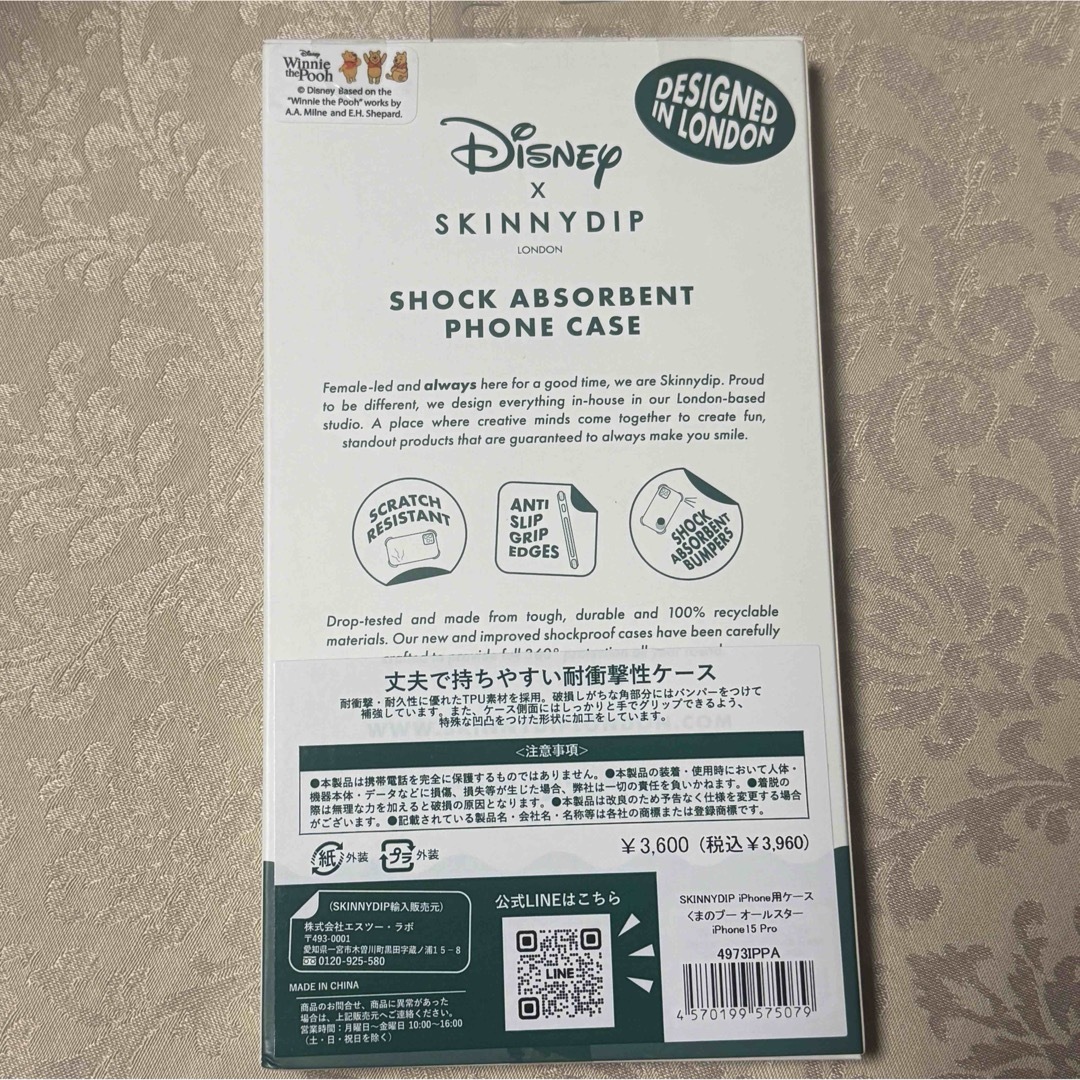 Disney
Winnie
the Pooh
© Disney Based on the
"Winnie the Pooh" works by
A.A. Milne and E.H. Shepard.
DESIGNED
IN LONDON
Disney
X
SKINNYDIP
LONDON
SHOCK ABSORBENT
PHONE CASE
Female-led and always here for a good time, we are Skinnydip. Proud
to be different, we design everything in-house in our London-based
studio. A place where creative minds come together to create fun,
standout products that are guaranteed to always make you smile.
SCRATCH
RESISTANT
ANTI
SLIP
GRIP
EDGES
SHOCK
ABSORBENT
BUMPERS
Drop-tested and made from tough, durable and 100% recyclable
materials. Our new and improved shockproof cases have been carefully
丈夫で持ちやすい耐衝撃性ケース
耐衝撃・耐久性に優れたTPU素材を採用。破損しがちな角部分にはバンパーをつけて
補強しています。また、ケース側面にはしっかりと手でグリップできるよう、
特殊な凹凸をつけた形状に加工をしています。
<注意事項>
●本製品は携帯電話を完全に保護するものではありません。●本製品の装着・使用時において人体・
機器本体・データなどに損傷、損失等が生じた場合、弊社は一切の責任を負いかねます。●着脱の
際は無理な力を加えると破損の原因となります。●本製品は改良のため予告なく仕様を変更する場合
がございます。●記載されている製品名・会社名・名称等は各社の商標または登録商標です。
紙 外装 プラ 外装
￥3,600（税込￥3,960）
（SKINNYDIP輸入販売元）
株式会社エスツー・ラボ
〒493-0001
愛知県一宮市木曽川町黒田字蔵ノ浦15－8
0120-925-580
MADE IN CHINA
商品のお問合せ、商品に異常があった
場合は、上記販売元へご連絡ください。
営業時間：月曜日～金曜日 10:00～16:00
（土・日・祝日を除く）
公式LINEはこちら
LINE
SKINNYDIP iPhone用ケース
くまのプー オールスター
iPhone15 Pro
4973IPPA
4 570199 575079